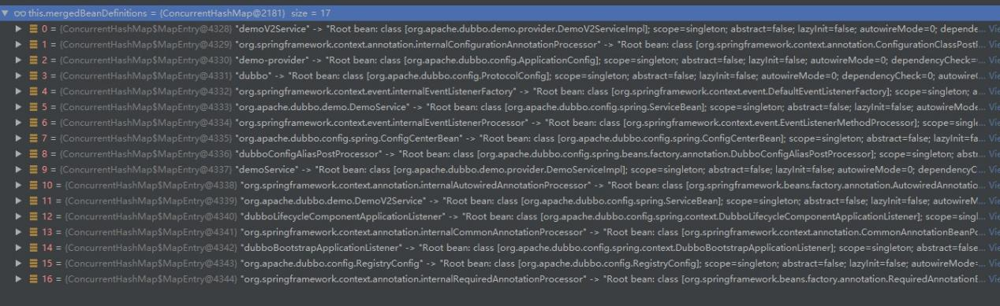 this.mergedBeanDefinitions = {ConcurrentHashMap@2181} size = 17
0 = {ConcurrentHashMap$MapEntry@4328} "demoV2Service" -> "Root bean: class [org.apache.dubbo.demo.provider.DemoV2ServiceImpl]; scope=singleton; abstract=false; lazyInit=false; autowireMode=0; depende... Vie
1 = {ConcurrentHashMap$MapEntry@4329} "org.springframework.context.annotation.internalConfigurationAnnotationProcessor" -> "Root bean: class [org.springframework.context.annotation.ConfigurationClassPostI... Vie
2 = {ConcurrentHashMap$MapEntry@4330} "demo-provider" -> "Root bean: class [org.apache.dubbo.config.ApplicationConfig]; scope=singleton; abstract=false; lazyInit=false; autowireMode=0; dependencyCheck=... Vie
3 = {ConcurrentHashMap$MapEntry@4331} "dubbo" -> "Root bean: class [org.apache.dubbo.config.ProtocolConfig]; scope=singleton; abstract=false; lazyInit=false; autowireMode=0; dependencyCheck=0; autowire(... Vie
4 = {ConcurrentHashMap$MapEntry@4332} "org.springframework.context.event.internalEventListenerFactory" -> "Root bean: class [org.springframework.context.event.DefaultEventListenerFactory]; scope=singleton; a... Vie
5 = {ConcurrentHashMap$MapEntry@4333} "org.apache.dubbo.demo.DemoService" -> "Root bean: class [org.apache.dubbo.config.spring.ServiceBean]; scope=singleton; abstract=false; lazyInit=false; autowireMode... Vie
6 = {ConcurrentHashMap$MapEntry@4334} "org.springframework.context.event.internalEventListenerProcessor" -> "Root bean: class [org.springframework.context.event.EventListenerMethodProcessor]; scope=singl... Vie
7 = {ConcurrentHashMap$MapEntry@4335} "org.apache.dubbo.config.spring.ConfigCenterBean" -> "Root bean: class [org.apache.dubbo.config.spring.ConfigCenterBean]; scope=singleton; abstract=false; lazyInit=fa... Vie
8 = {ConcurrentHashMap$MapEntry@4336} "dubboConfigAliasPostProcessor" -> "Root bean: class [org.apache.dubbo.config.spring.beans.factory.annotation.DubboConfigAliasPostProcessor]; scope=singleton; abstr... Vie
9 = {ConcurrentHashMap$MapEntry@4337} "demoService" -> "Root bean: class [org.apache.dubbo.demo.provider.DemoServiceImpl]; scope=singleton; abstract=false; lazyInit=false; autowireMode=0; dependencyC... Vie
10 = {ConcurrentHashMap$MapEntry@4338} "org.springframework.context.annotation.internalAutowiredAnnotationProcessor" -> "Root bean: class [org.springframework.beans.factory.annotation.AutowiredAnnotatio... Vie
11 = {ConcurrentHashMap$MapEntry@4339} "org.apache.dubbo.demo.DemoV2Service" -> "Root bean: class [org.apache.dubbo.config.spring.ServiceBean]; scope=singleton; abstract=false; lazyInit=false; autowireM... Vie
12 = {ConcurrentHashMap$MapEntry@4340} "dubboLifecycleComponentApplicationListener" -> "Root bean: class [org.apache.dubbo.config.spring.context.DubboLifecycleComponentApplicationListener]; scope=singl... Vie
13 = {ConcurrentHashMap$MapEntry@4341} "org.springframework.context.annotation.internalCommonAnnotationProcessor" -> "Root bean: class [org.springframework.context.annotation.CommonAnnotationBeanPo... Vie
14 = {ConcurrentHashMap$MapEntry@4342} "dubboBootstrapApplicationListener" -> "Root bean: class [org.apache.dubbo.config.spring.context.DubboBootstrapApplicationListener]; scope=singleton; abstract=false;... Vie
15 = {ConcurrentHashMap$MapEntry@4343} "org.apache.dubbo.config.RegistryConfig" -> "Root bean: class [org.apache.dubbo.config.RegistryConfig]; scope=singleton; abstract=false; lazyInit=false; autowireMode=... Vie
16 = {ConcurrentHashMap$MapEntry@4344} "org.springframework.context.annotation.internalRequiredAnnotationProcessor" -> "Root bean: class [org.springframework.beans.factory.annotation.RequiredAnnotationB... Vie